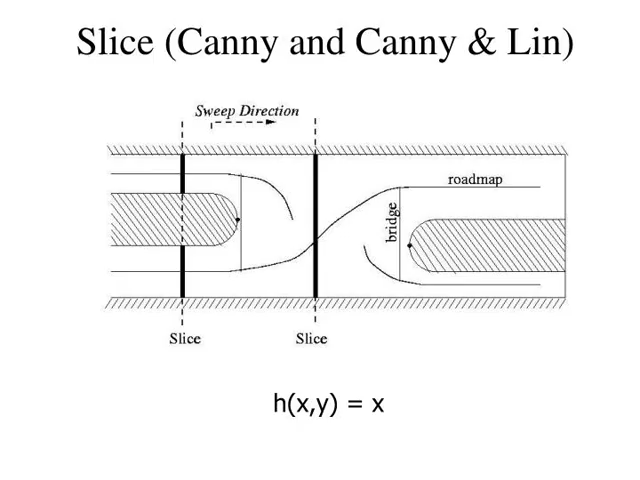 Slice (Canny and Canny & Lin)
Sweep Direction
roadmap
bridge
Slice
Slice
h(x,y) = x